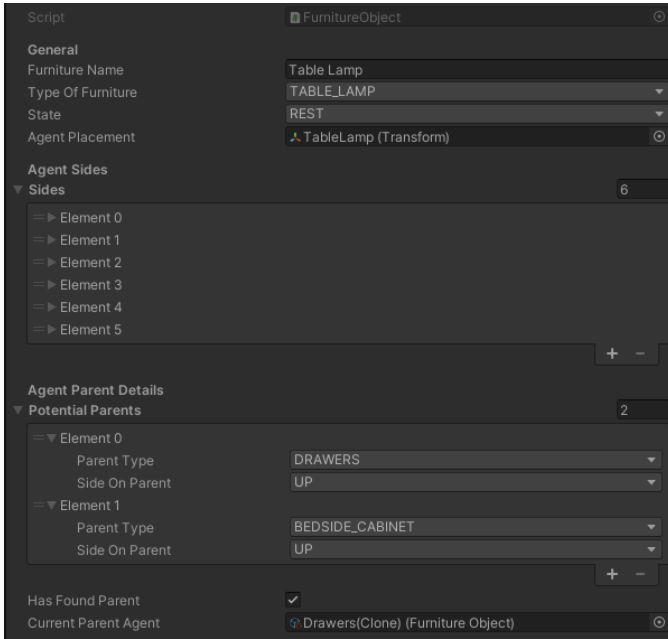 Script FurnitureObject
General
Furniture Name Table Lamp
Type Of Furniture TABLE_LAMP
State REST
Agent Placement TableLamp (Transform)
Agent Sides
Sides 6
Element 0
Element 1
Element 2
Element 3
Element 4
Element 5
+ -
Agent Parent Details
Potential Parents 2
Element 0
Parent Type DRAWERS
Side On Parent UP
Element 1
Parent Type BEDSIDE_CABINET
Side On Parent UP
+ -
Has Found Parent
Current Parent Agent Drawers(Clone) (Furniture Object)